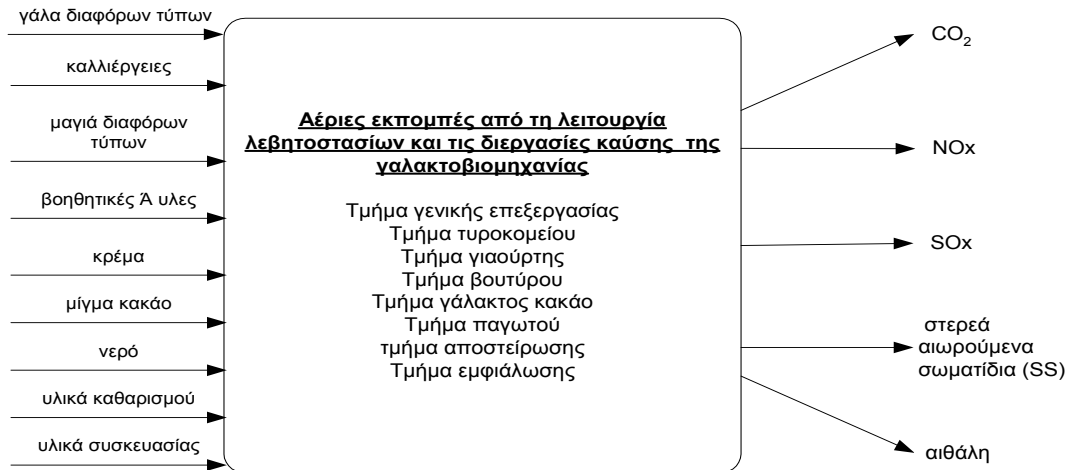 γάλα διαφόρων τύπων
καλλιέργειες
μαγιά διαφόρων
τύπων
βοηθητικές Ά υλες
κρέμα
μίγμα κακάο
νερό
υλικά καθαρισμού
υλικά συσκευασίας
Αέριες εκπομπές από τη λειτουργία
λεβητοστασίων και τις διεργασίες καύσης της
γαλακτοβιομηχανίας
Τμήμα γενικής επεξεργασίας
Τμήμα τυροκομείου
Τμήμα γιαούρτης
Τμήμα βουτύρου
Τμήμα γάλακτος κακάο
Τμήμα παγωτού
τμήμα αποστείρωσης
Τμήμα εμφιάλωσης
CO₂
NOx
SOx
στερεά
αιωρούμενα
σωματίδια (SS)
αιθάλη